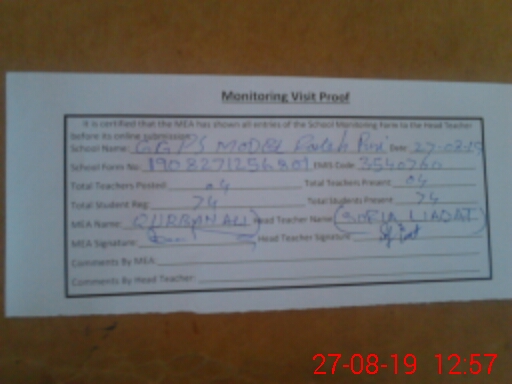 Monitoring Visit Proof
It is certified that the MEA has shown all entries of the School Monitoring Form to the Head Teacher
before its online submission.
School Name: GGPS MODEL Date: 27-08-19
School Form No: 190827125680 EMIS Code: 3540760
Total Teachers Posted: 04 Total Teachers Present: 04
Total Student Reg: 74 Total Students Present: 74
MEA Name: QURBAN ALI Head Teacher Name: LIAQAT
MEA Signature: Head Teacher Signature:
Comments By MEA:
Comments By Head Teacher:
27-08-19 12:57